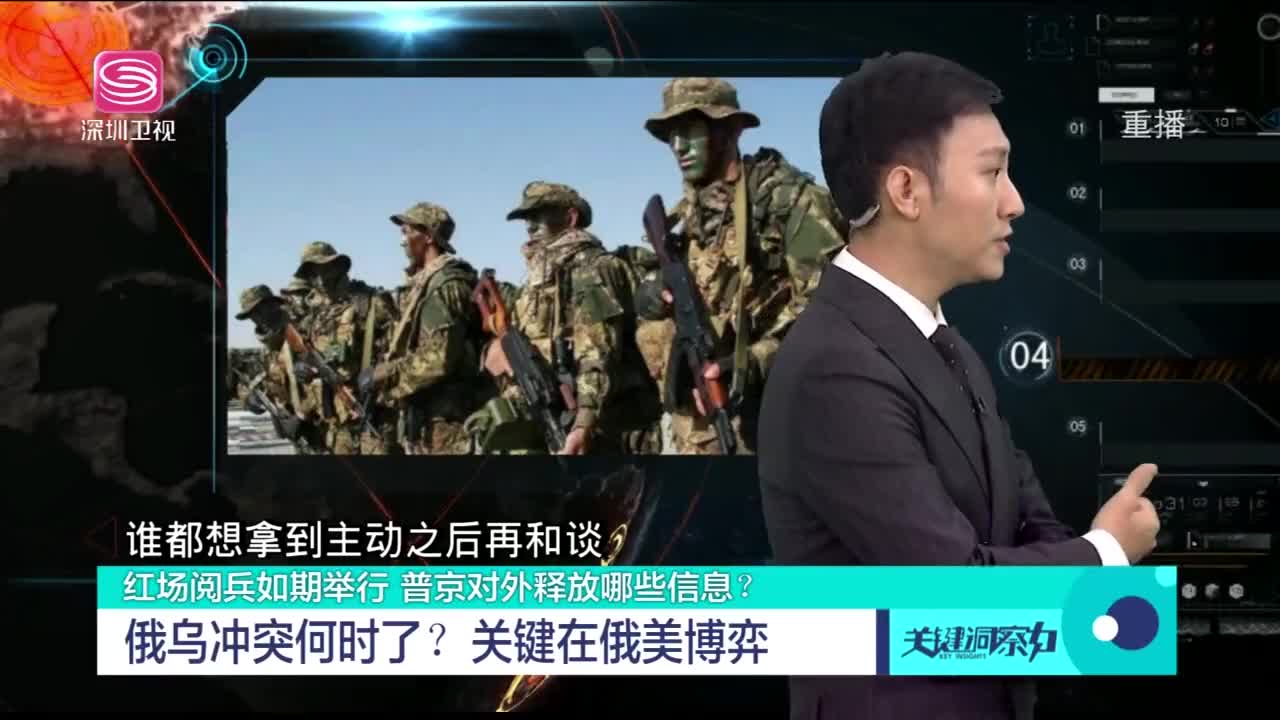 深圳卫视
重播
01
02
03
04
05
谁都想拿到主动之后再和谈
红场阅兵如期举行 普京对外释放哪些信息？
俄乌冲突何时了？关键在俄美博弈
关键洞察力
KEY INSIGHTS